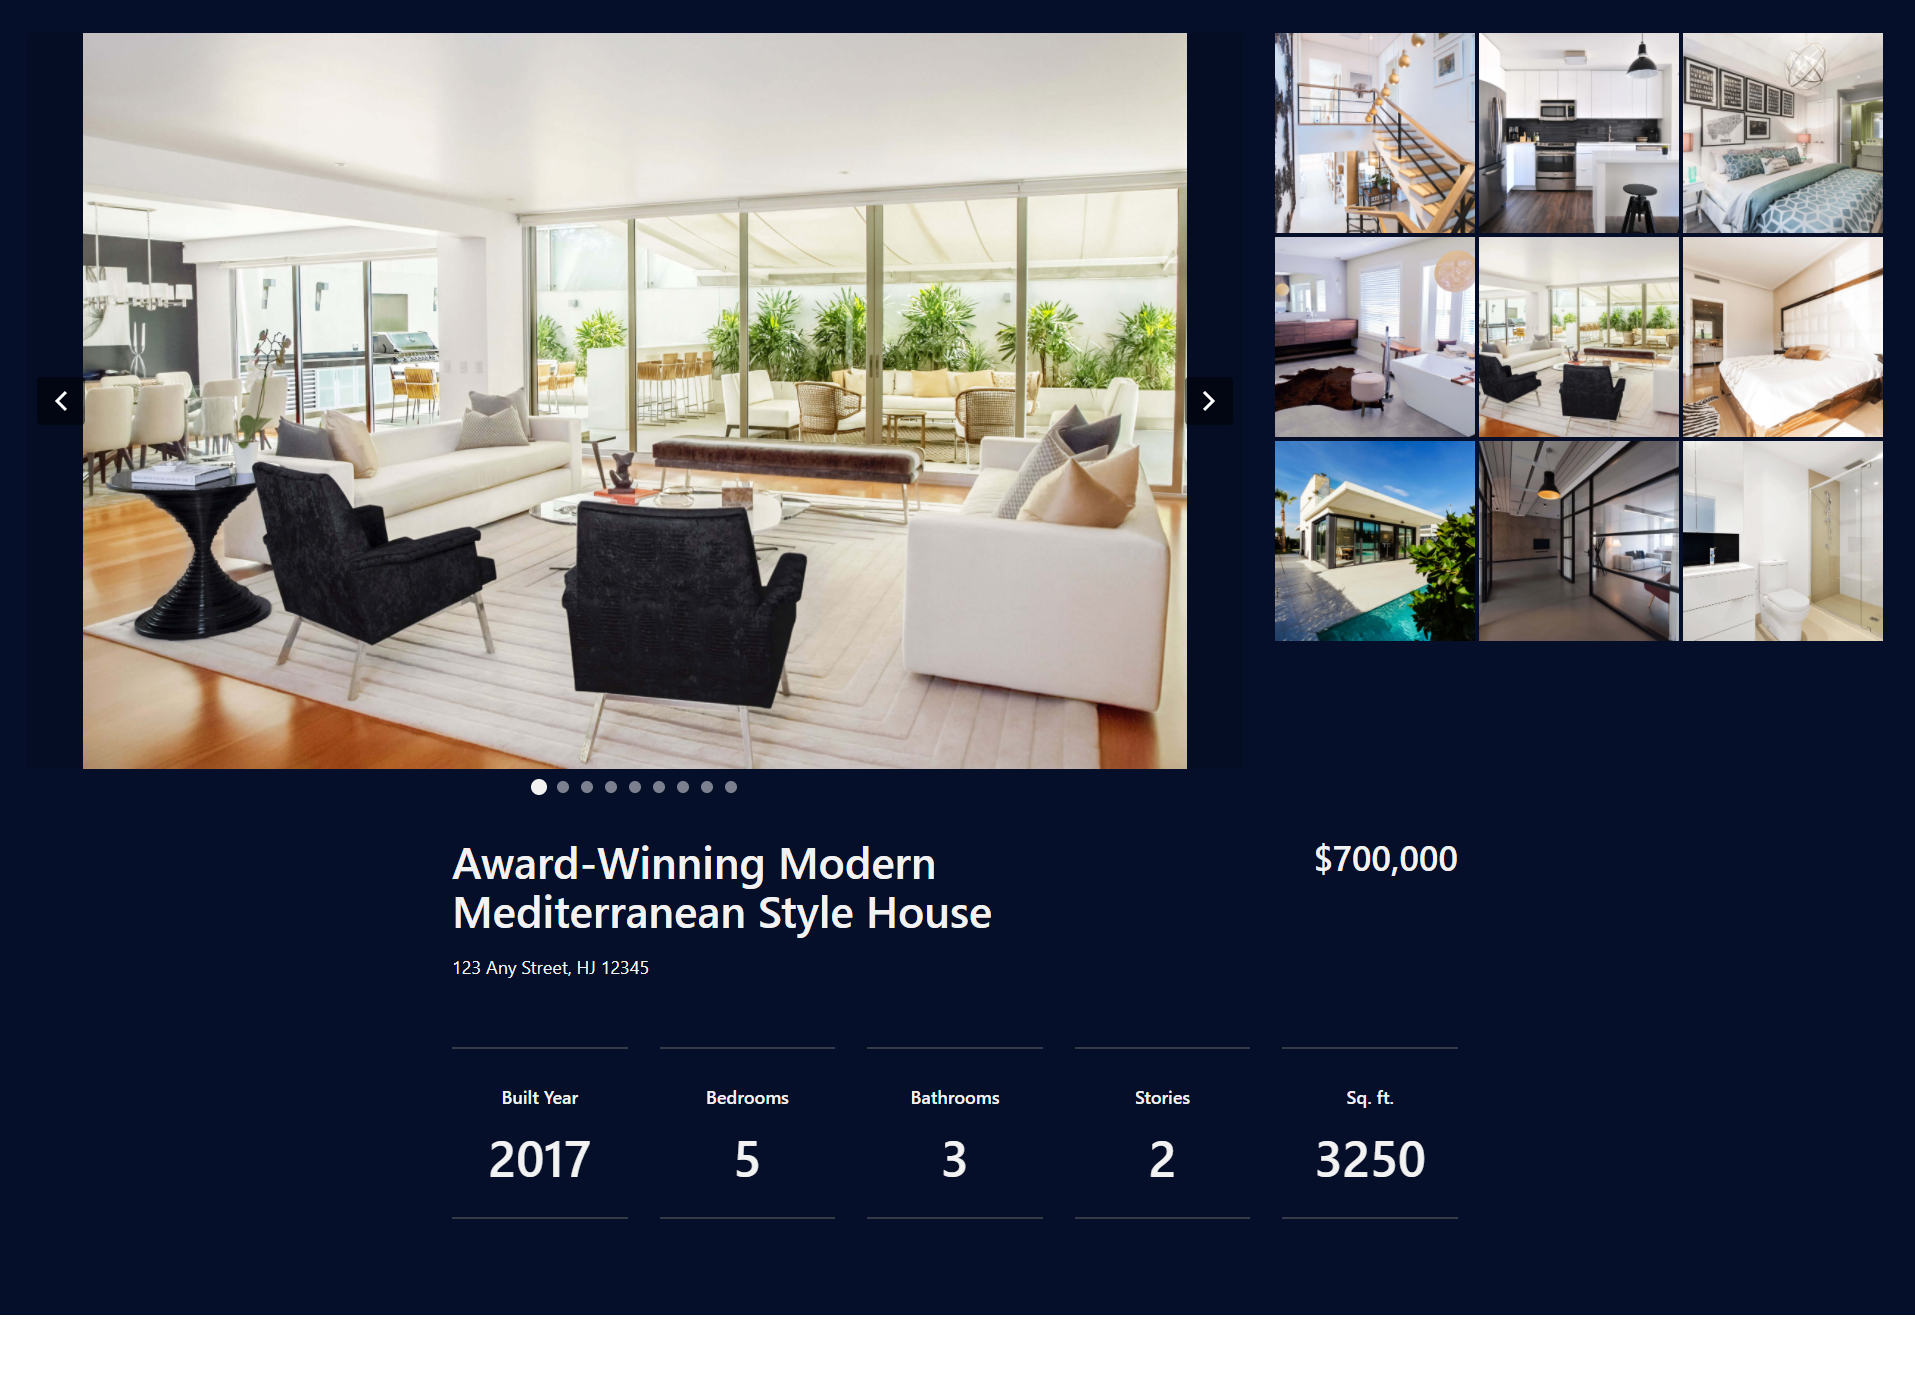 Award-Winning Modern
Mediterranean Style House
$700,000
123 Any Street, HJ 12345
Built Year
2017
Bedrooms
5
Bathrooms
3
Stories
2
Sq. ft.
3250